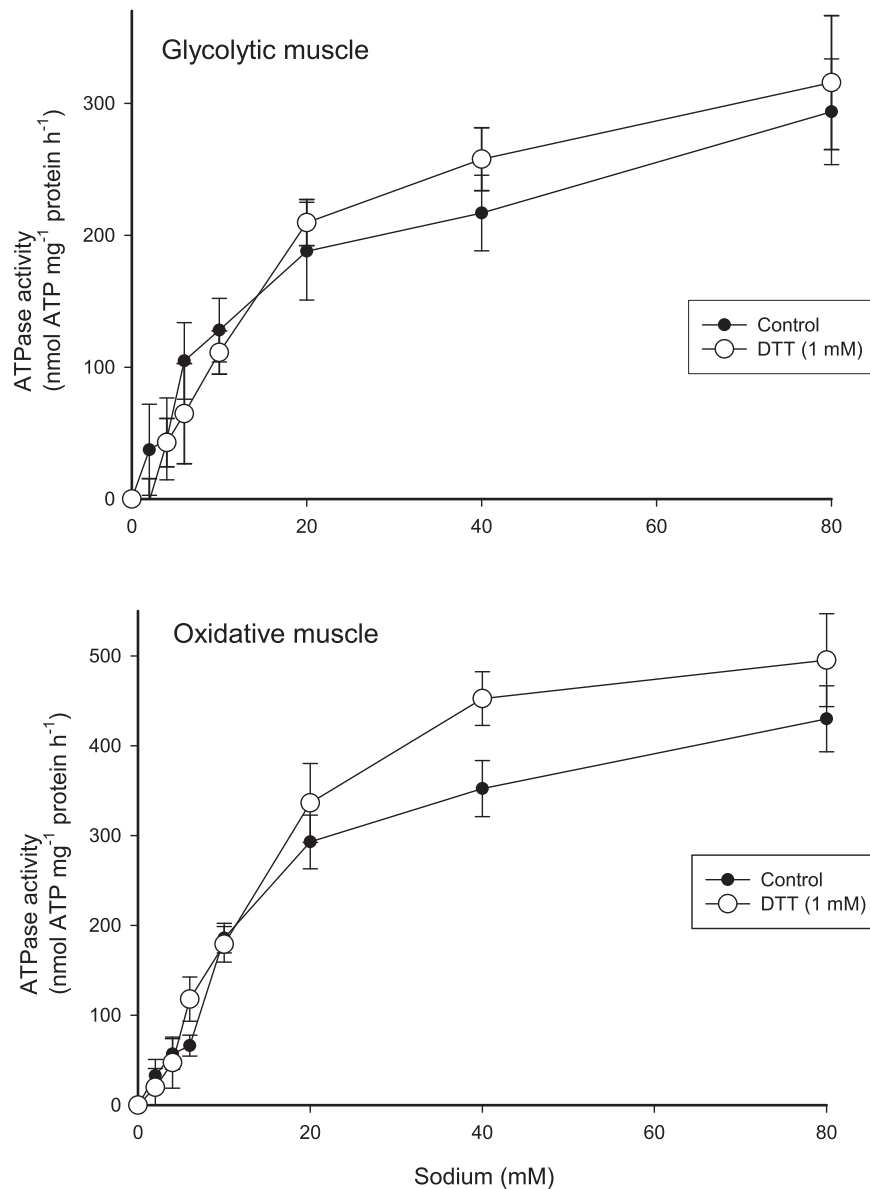 Glycolytic muscle
ATPase activity
(nmol ATP mg⁻¹ protein h⁻¹)
300
200
100
0
Control
DTT (1 mM)
0 20 40 60 80
Oxidative muscle
ATPase activity
(nmol ATP mg⁻¹ protein h⁻¹)
500
400
300
200
100
0
Control
DTT (1 mM)
0 20 40 60 80
Sodium (mM)